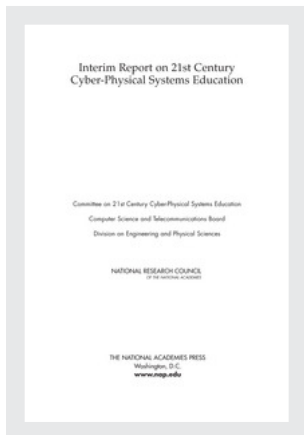 Interim Report on 21st Century
Cyber-Physical Systems Education
Committee on 21st Century Cyber-Physical Systems Education
Computer Science and Telecommunications Board
Division on Engineering and Physical Sciences
NATIONAL RESEARCH COUNCIL
OF THE NATIONAL ACADEMIES
THE NATIONAL ACADEMIES PRESS
Washington, D.C.
www.nap.edu